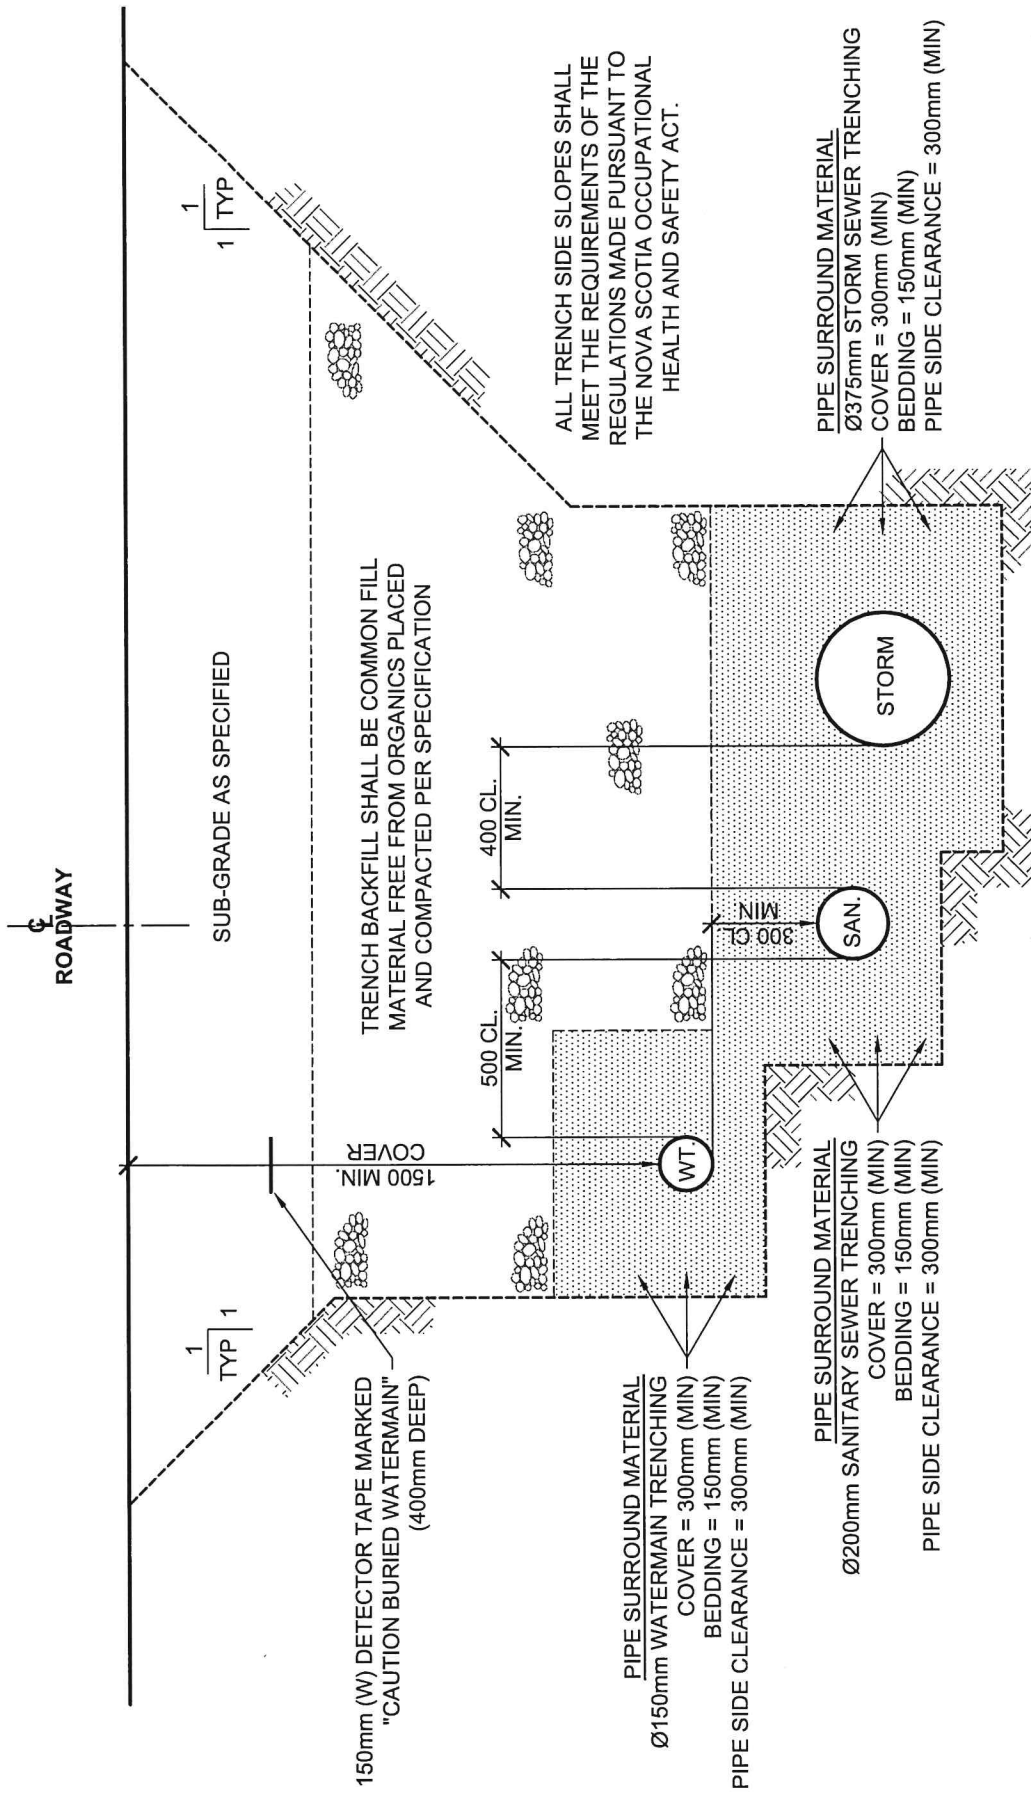 ℄
ROADWAY
SUB-GRADE AS SPECIFIED
1
TYP
1
1
1
TYP
150mm (W) DETECTOR TAPE MARKED
"CAUTION BURIED WATERMAIN"
(400mm DEEP)
1500 MIN.
COVER
TRENCH BACKFILL SHALL BE COMMON FILL
MATERIAL FREE FROM ORGANICS PLACED
AND COMPACTED PER SPECIFICATION
500 CL.
MIN.
400 CL.
MIN.
300 CL
MIN
ALL TRENCH SIDE SLOPES SHALL
MEET THE REQUIREMENTS OF THE
REGULATIONS MADE PURSUANT TO
THE NOVA SCOTIA OCCUPATIONAL
HEALTH AND SAFETY ACT.
WT.
SAN.
STORM
PIPE SURROUND MATERIAL
Ø150mm WATERMAIN TRENCHING
COVER = 300mm (MIN)
BEDDING = 150mm (MIN)
PIPE SIDE CLEARANCE = 300mm (MIN)
PIPE SURROUND MATERIAL
Ø200mm SANITARY SEWER TRENCHING
COVER = 300mm (MIN)
BEDDING = 150mm (MIN)
PIPE SIDE CLEARANCE = 300mm (MIN)
PIPE SURROUND MATERIAL
Ø375mm STORM SEWER TRENCHING
COVER = 300mm (MIN)
BEDDING = 150mm (MIN)
PIPE SIDE CLEARANCE = 300mm (MIN)